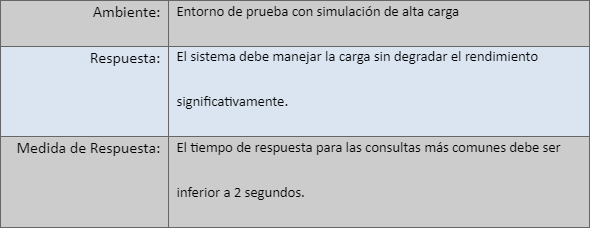 Ambiente: Entorno de prueba con simulación de alta carga
Respuesta: El sistema debe manejar la carga sin degradar el rendimiento
significativamente.
Medida de Respuesta: El tiempo de respuesta para las consultas más comunes debe ser
inferior a 2 segundos.